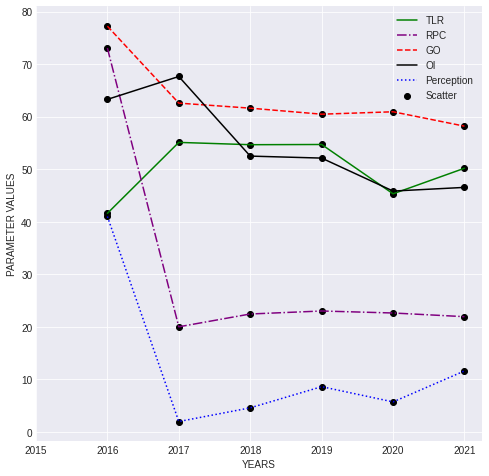 80
70
60
50
40
30
20
10
0
PARAMETER VALUES
TLR
RPC
GO
OI
Perception
Scatter
2015 2016 2017 2018 2019 2020 2021
YEARS